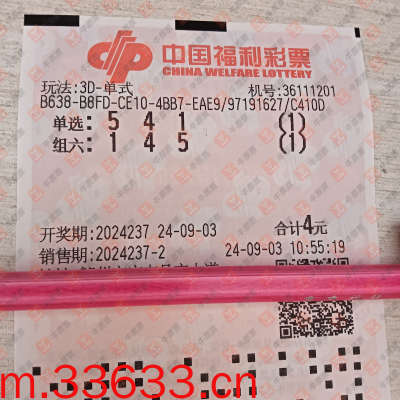 中国福利彩票
CHINA WELFARE LOTTERY
玩法:3D-单式 机号:36111201
B638-B8FD-CE10-4BB7-EAE9/97191627/C410D
单选: 5 4 1 (1)
组六: 1 4 5 (1)
开奖期:2024237 24-09-03 合计4元
销售期:2024237-2 24-09-03 10:55:19
m.33633.cn